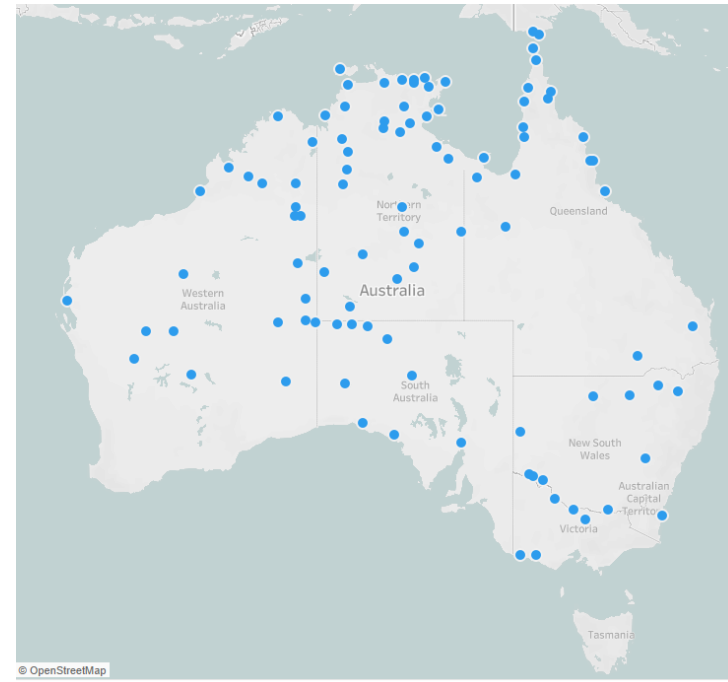 Northern
Territory
Queensland
Australia
Western
Australia
South
Australia
New South
Wales
Australian
Capital
Territory
Victoria
Tasmania
© OpenStreetMap